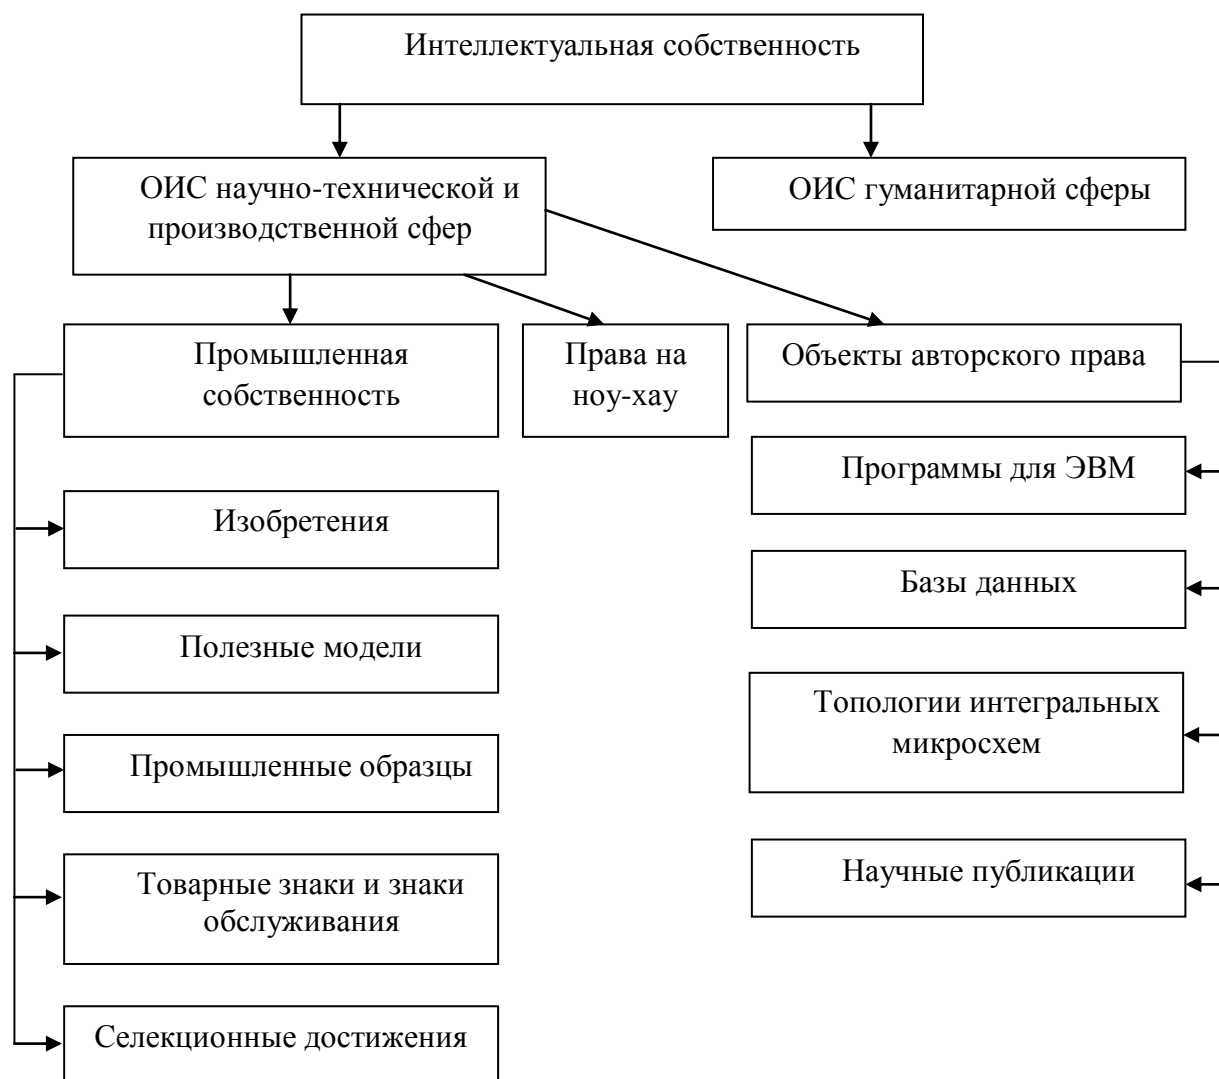 Интеллектуальная собственность
ОИС научно-технической и
производственной сфер
ОИС гуманитарной сферы
Промышленная
собственность
Права на
ноу-хау
Объекты авторского права
Изобретения
Полезные модели
Промышленные образцы
Товарные знаки и знаки
обслуживания
Селекционные достижения
Программы для ЭВМ
Базы данных
Топологии интегральных
микросхем
Научные публикации